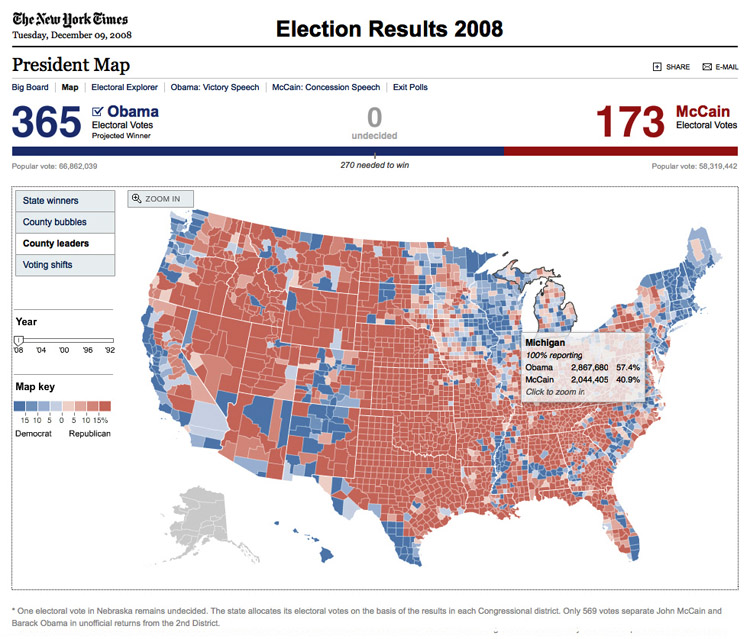 The New York Times
Tuesday, December 09, 2008
Election Results 2008
President Map
SHARE E-MAIL
Big Board Map Electoral Explorer Obama: Victory Speech McCain: Concession Speech Exit Polls
365 Obama
Electoral Votes
Projected Winner
0
undecided
173 McCain
Electoral Votes
Popular vote: 66,862,039
270 needed to win
Popular vote: 58,319,442
State winners
County bubbles
County leaders
Voting shifts
ZOOM IN
Year
'08 '04 '00 '96 '92
Map key
15 10 5 0 5 10 15%
Democrat Republican
Michigan
100% reporting
Obama 2,867,680 57.4%
McCain 2,044,405 40.9%
Click to zoom in
* One electoral vote in Nebraska remains undecided. The state allocates its electoral votes on the basis of the results in each Congressional district. Only 569 votes separate John McCain and
Barack Obama in unofficial returns from the 2nd District.